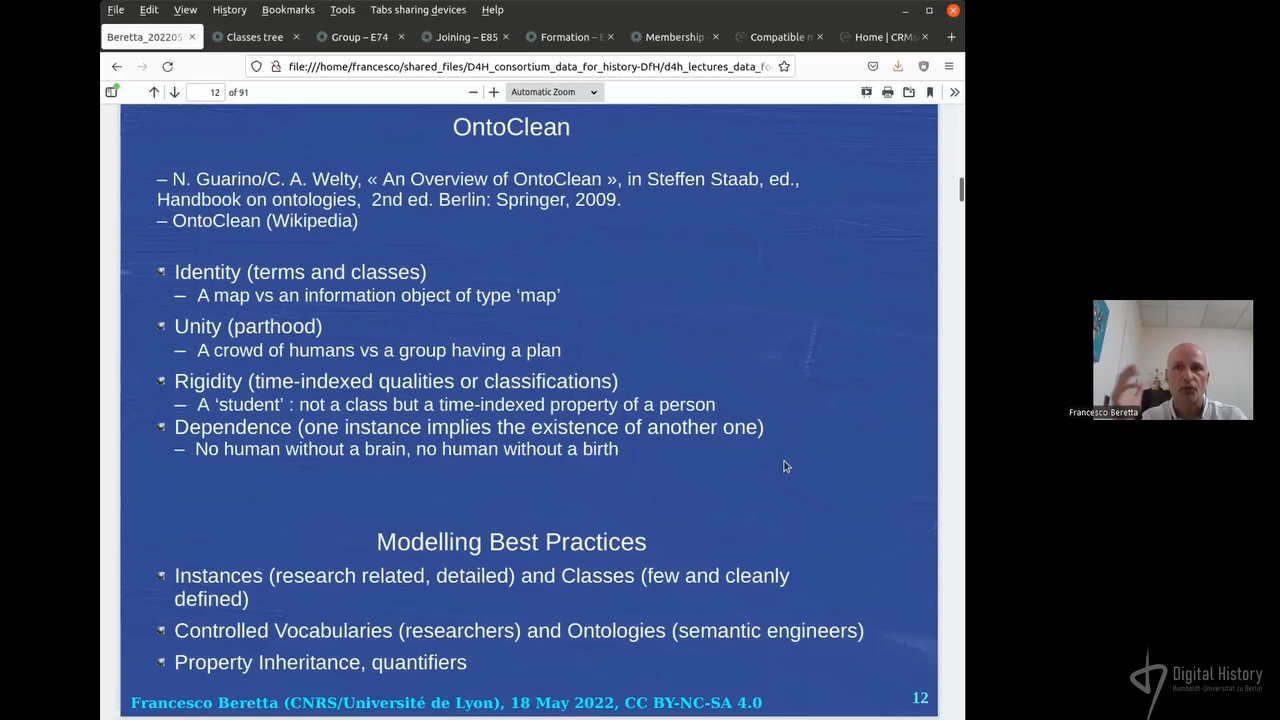 File Edit View History Bookmarks Tools Tabs sharing devices Help
Beretta_202205 Classes tree Group – E74 Joining – E85 Formation – E Membership Compatible Home | CRMs
file:///home/francesco/shared_files/D4H_consortium_data_for_history-DfH/d4h_lectures_data_fo
12 of 91 Automatic Zoom
OntoClean
– N. Guarino/C. A. Welty, « An Overview of OntoClean », in Steffen Staab, ed.,
Handbook on ontologies, 2nd ed. Berlin: Springer, 2009.
– OntoClean (Wikipedia)
Identity (terms and classes)
– A map vs an information object of type ‘map’
Unity (parthood)
– A crowd of humans vs a group having a plan
Rigidity (time-indexed qualities or classifications)
– A ‘student’ : not a class but a time-indexed property of a person
Dependence (one instance implies the existence of another one)
– No human without a brain, no human without a birth
Modelling Best Practices
Instances (research related, detailed) and Classes (few and cleanly
defined)
Controlled Vocabularies (researchers) and Ontologies (semantic engineers)
Property Inheritance, quantifiers
Francesco Beretta (CNRS/Université de Lyon), 18 May 2022, CC BY-NC-SA 4.0
12
Francesco Beretta
Digital History
Humboldt-Universität zu Berlin